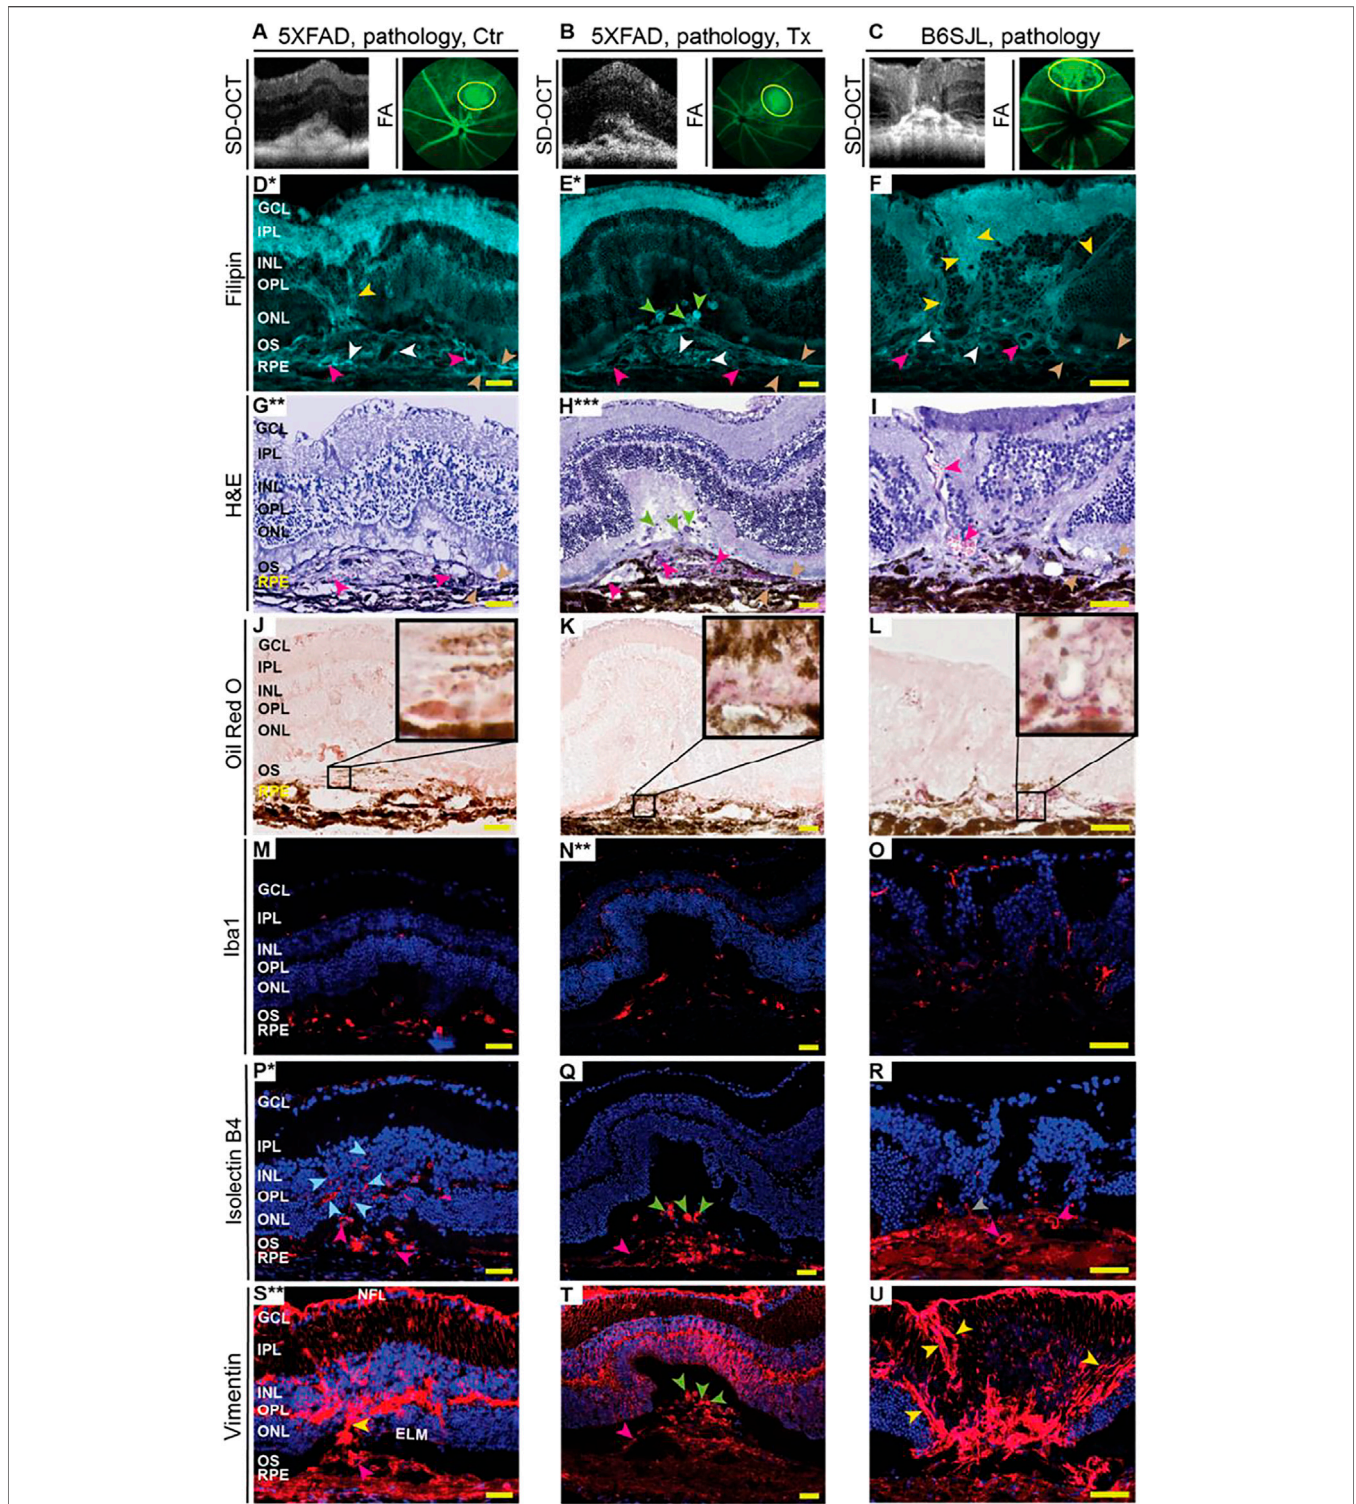 A 5XFAD, pathology, Ctr
B 5XFAD, pathology, Tx
C B6SJL, pathology
SD-OCT
FA
SD-OCT
FA
SD-OCT
FA
Filipin
D*
GCL
IPL
INL
OPL
ONL
OS
RPE
E*
F
H&E
G**
GCL
IPL
INL
OPL
ONL
OS
RPE
H***
I
Oil Red O
J
GCL
IPL
INL
OPL
ONL
OS
RPE
K
L
Iba1
M
GCL
IPL
INL
OPL
ONL
OS
RPE
N**
O
Isolectin B4
P*
GCL
IPL
INL
OPL
ONL
OS
RPE
Q
R
Vimentin
S**
NFL
GCL
IPL
INL
OPL
ONL
ELM
OS
RPE
T
U